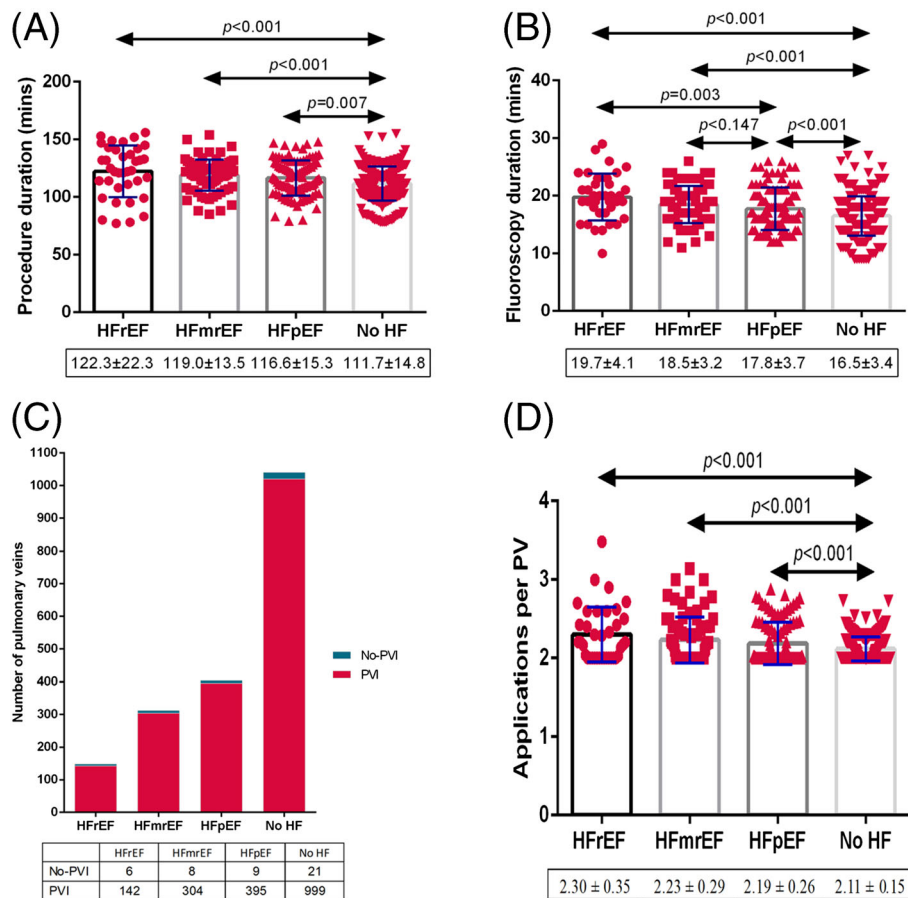 (A)
p<0.001
p<0.001
p=0.007
Procedure duration (mins)
200
150
100
50
0
HFrEF HFmrEF HFpEF No HF
122.3±22.3 119.0±13.5 116.6±15.3 111.7±14.8
(B)
p<0.001
p<0.001
p=0.003
p<0.147 p<0.001
Fluoroscopy duration (mins)
40
30
20
10
0
HFrEF HFmrEF HFpEF No HF
19.7±4.1 18.5±3.2 17.8±3.7 16.5±3.4
(C)
Number of pulmonary veins
1100
1000
900
800
700
600
500
400
300
200
100
0
No-PVI
PVI
HFrEF HFmrEF HFpEF No HF
HFrEF HFmrEF HFpEF No HF
No-PVI 6 8 9 21
PVI 142 304 395 999
(D)
p<0.001
p<0.001
p<0.001
Applications per PV
4
3
2
1
0
HFrEF HFmrEF HFpEF No HF
2.30 ± 0.35 2.23 ± 0.29 2.19 ± 0.26 2.11 ± 0.15